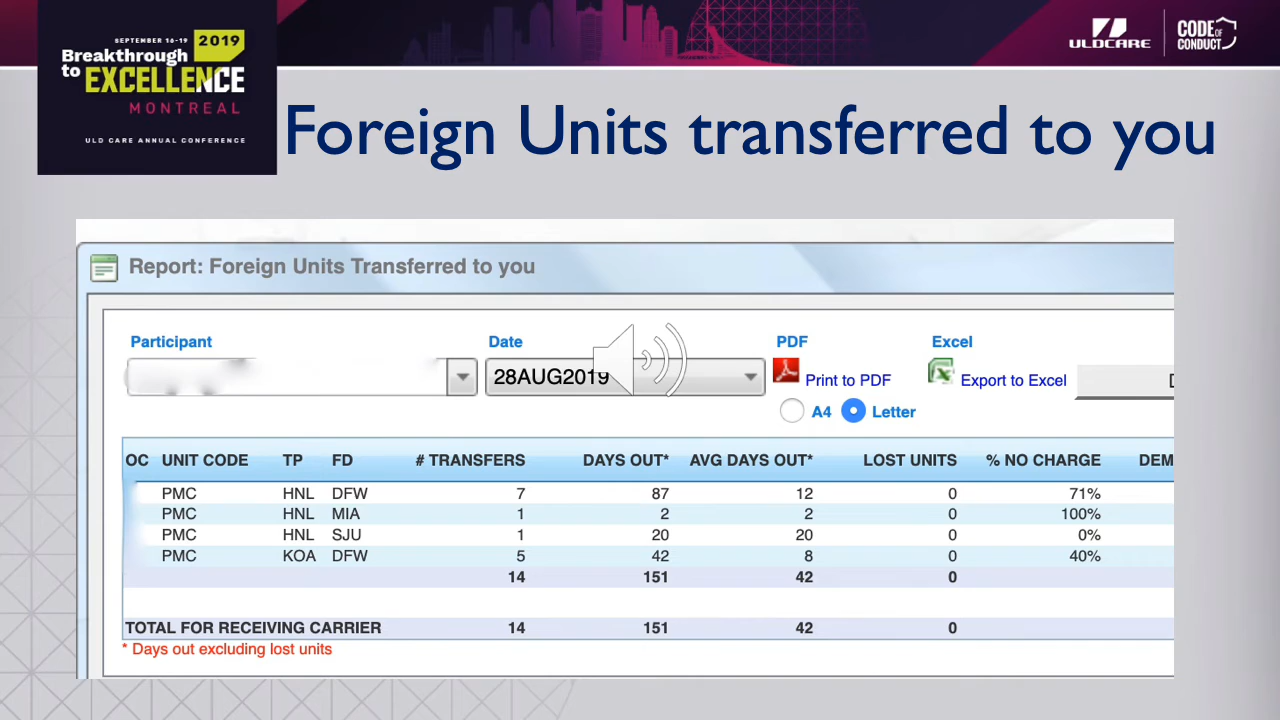 SEPTEMBER 16-19 2019
Breakthrough
to EXCELLENCE
MONTREAL
ULD CARE ANNUAL CONFERENCE
ULDCARE
CODE OF CONDUCT
Foreign Units transferred to you
Report: Foreign Units Transferred to you
Participant Date PDF Excel
28AUG2019 Print to PDF Export to Excel
A4 Letter
OC UNIT CODE TP FD # TRANSFERS DAYS OUT* AVG DAYS OUT* LOST UNITS % NO CHARGE DEM
PMC HNL DFW 7 87 12 0 71%
PMC HNL MIA 1 2 2 0 100%
PMC HNL SJU 1 20 20 0 0%
PMC KOA DFW 5 42 8 0 40%
14 151 42 0
TOTAL FOR RECEIVING CARRIER 14 151 42 0
* Days out excluding lost units